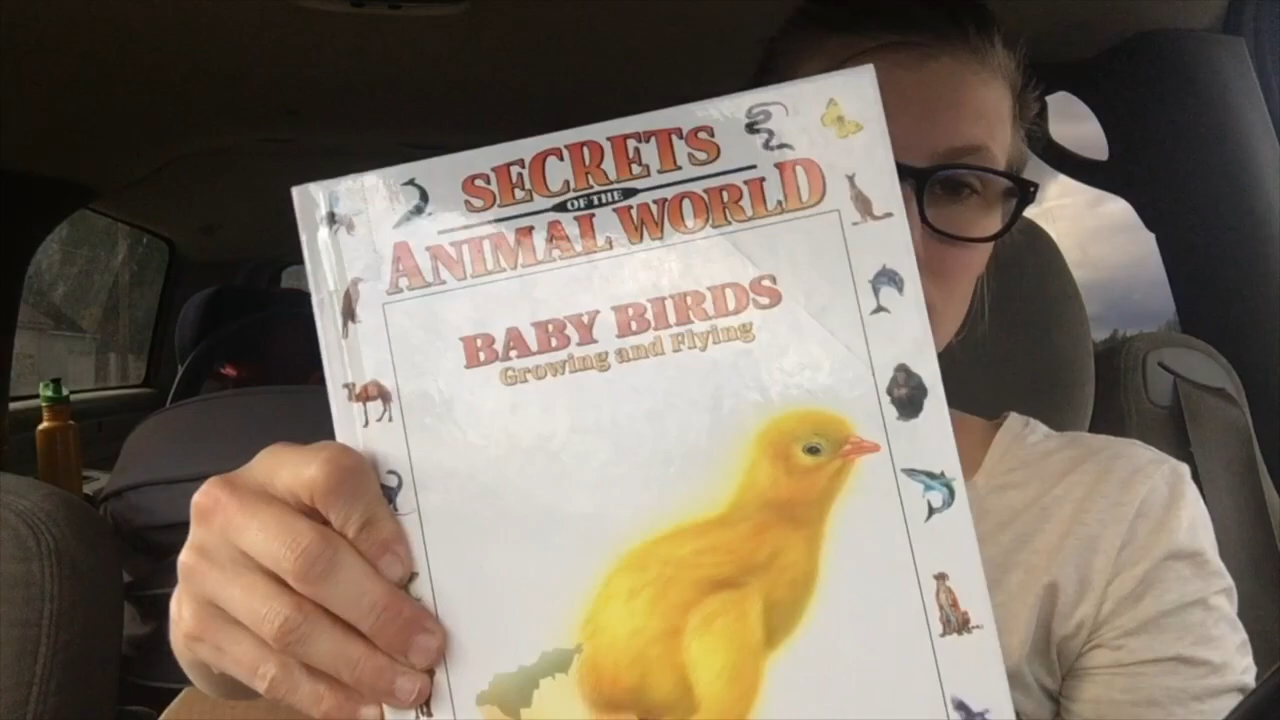 SECRETS
OF THE
ANIMAL WORLD
BABY BIRDS
Growing and Flying